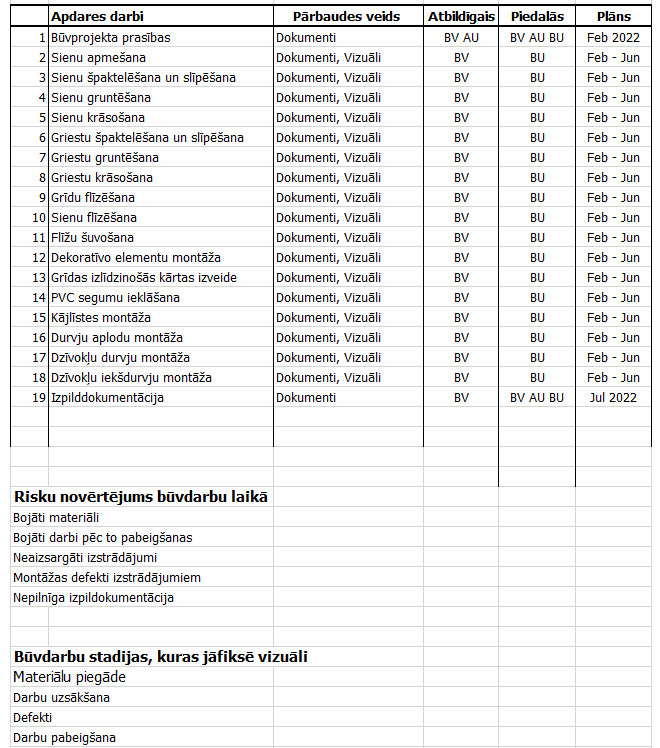 Apdares darbi Pārbaudes veids Atbildīgais Piedalās Plāns
1 Būvprojekta prasības Dokumenti BV AU BV AU BU Feb 2022
2 Sienu apmešana Dokumenti, Vizuāli BV BU Feb - Jun
3 Sienu špaktelēšana un slīpēšana Dokumenti, Vizuāli BV BU Feb - Jun
4 Sienu gruntēšana Dokumenti, Vizuāli BV BU Feb - Jun
5 Sienu krāsošana Dokumenti, Vizuāli BV BU Feb - Jun
6 Griestu špaktelēšana un slīpēšana Dokumenti, Vizuāli BV BU Feb - Jun
7 Griestu gruntēšana Dokumenti, Vizuāli BV BU Feb - Jun
8 Griestu krāsošana Dokumenti, Vizuāli BV BU Feb - Jun
9 Grīdu flīzēšana Dokumenti, Vizuāli BV BU Feb - Jun
10 Sienu flīzēšana Dokumenti, Vizuāli BV BU Feb - Jun
11 Flīžu šuvošana Dokumenti, Vizuāli BV BU Feb - Jun
12 Dekoratīvo elementu montāža Dokumenti, Vizuāli BV BU Feb - Jun
13 Grīdas izlīdzinošās kārtas izveide Dokumenti, Vizuāli BV BU Feb - Jun
14 PVC segumu ieklāšana Dokumenti, Vizuāli BV BU Feb - Jun
15 Kājlīstes montāža Dokumenti, Vizuāli BV BU Feb - Jun
16 Durvju aplodu montāža Dokumenti, Vizuāli BV BU Feb - Jun
17 Dzīvokļu durvju montāža Dokumenti, Vizuāli BV BU Feb - Jun
18 Dzīvokļu iekšdurvju montāža Dokumenti, Vizuāli BV BU Feb - Jun
19 Izpilddokumentācija Dokumenti BV BV AU BU Jul 2022
Risku novērtējums būvdarbu laikā
Bojāti materiāli
Bojāti darbi pēc to pabeigšanas
Neaizsargāti izstrādājumi
Montāžas defekti izstrādājumiem
Nepilnīga izpildokumentācija
Būvdarbu stadijas, kuras jāfiksē vizuāli
Materiālu piegāde
Darbu uzsākšana
Defekti
Darbu pabeigšana